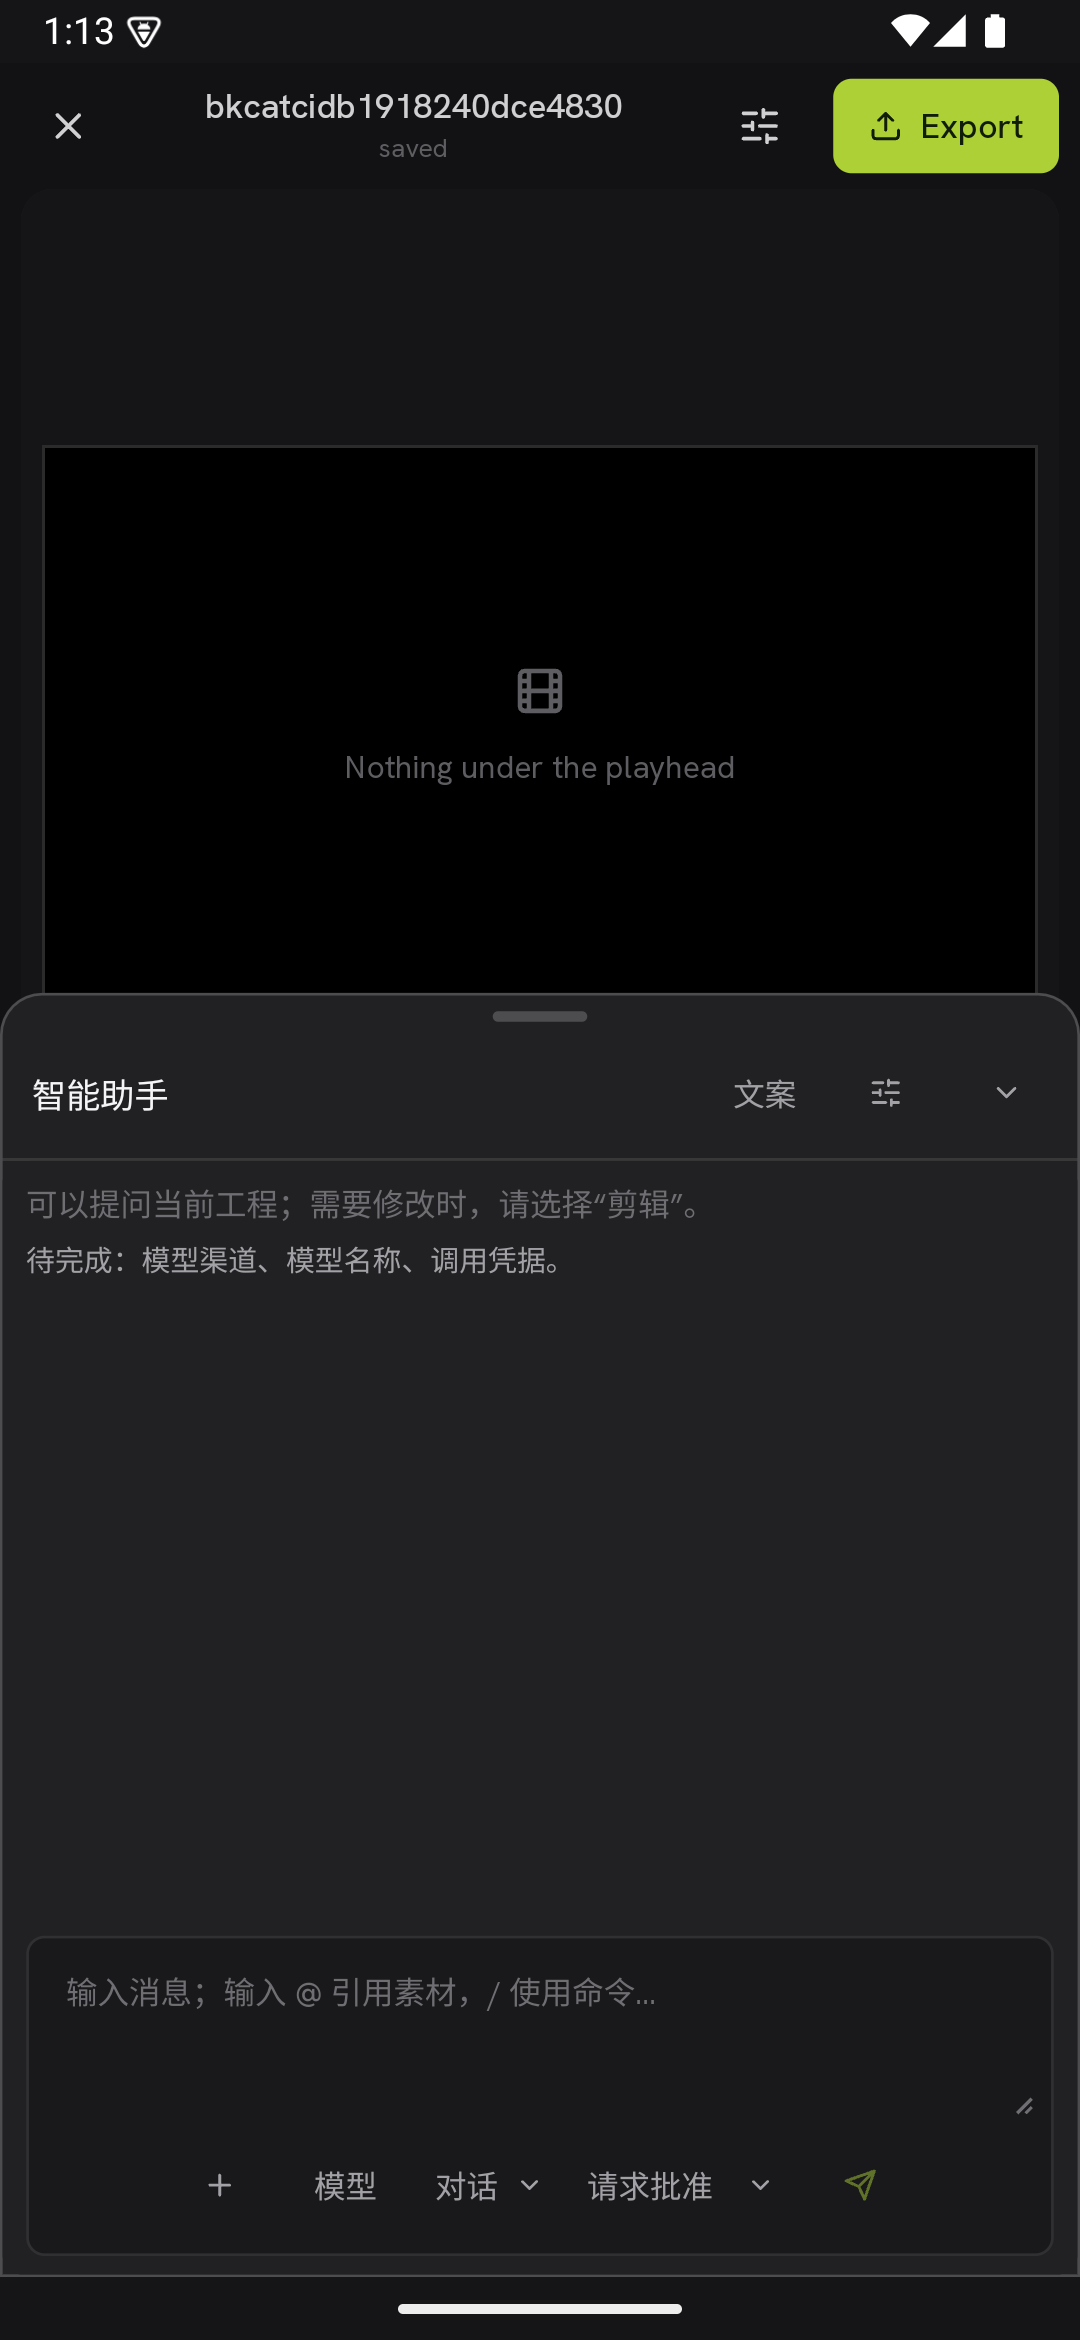 1:13
bkcatcidb1918240dce4830
saved
Export
Nothing under the playhead
智能助手
文案
可以提问当前工程；需要修改时，请选择“剪辑”。
待完成：模型渠道、模型名称、调用凭据。
输入消息；输入 @ 引用素材，/ 使用命令...
模型 对话 请求批准